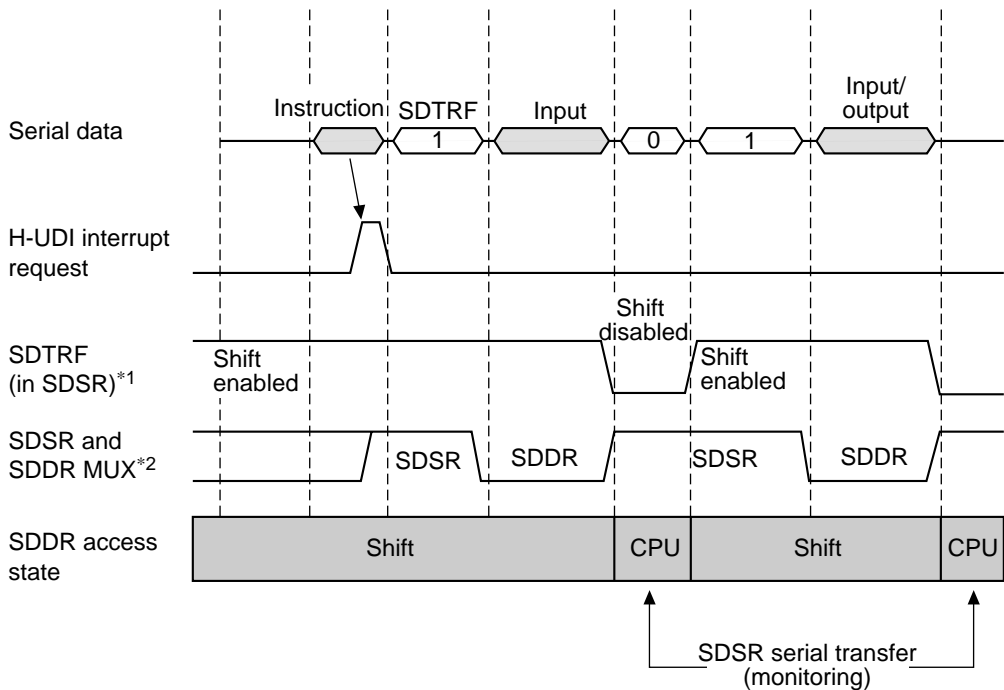 Instruction
SDTRF
Input
Input/
output
Serial data
1
0
1
H-UDI interrupt
request
Shift
disabled
SDTRF
(in SDSR)*1
Shift
enabled
Shift
enabled
SDSR and
SDDR MUX*2
SDSR
SDDR
SDSR
SDDR
SDDR access
state
Shift
CPU
Shift
CPU
SDSR serial transfer
(monitoring)